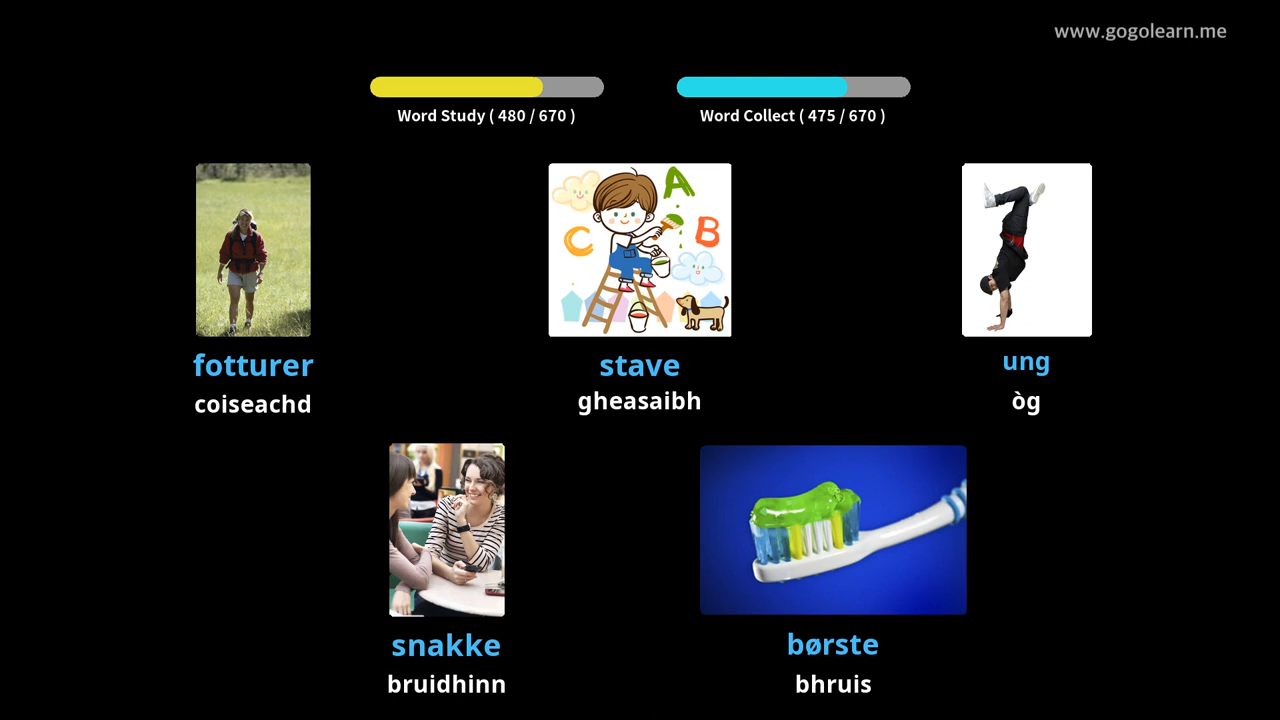 www.gogolearn.me
Word Study ( 480 / 670 )
Word Collect ( 475 / 670 )
A
B
C
fotturer
coiseachd
stave
gheasaibh
ung
òg
snakke
bruidhinn
børste
bhruis